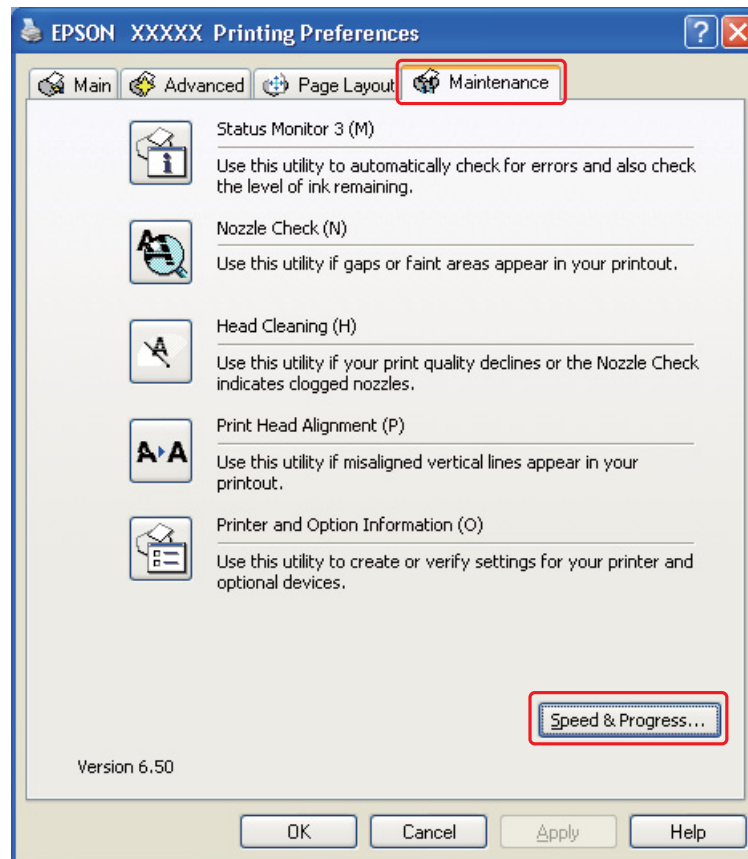 EPSON XXXXX Printing Preferences
Main Advanced Page Layout Maintenance
Status Monitor 3 (M)
Use this utility to automatically check for errors and also check
the level of ink remaining.
Nozzle Check (N)
Use this utility if gaps or faint areas appear in your printout.
Head Cleaning (H)
Use this utility if your print quality declines or the Nozzle Check
indicates clogged nozzles.
Print Head Alignment (P)
Use this utility if misaligned vertical lines appear in your
printout.
Printer and Option Information (O)
Use this utility to create or verify settings for your printer and
optional devices.
Speed & Progress...
Version 6.50
OK Cancel Apply Help